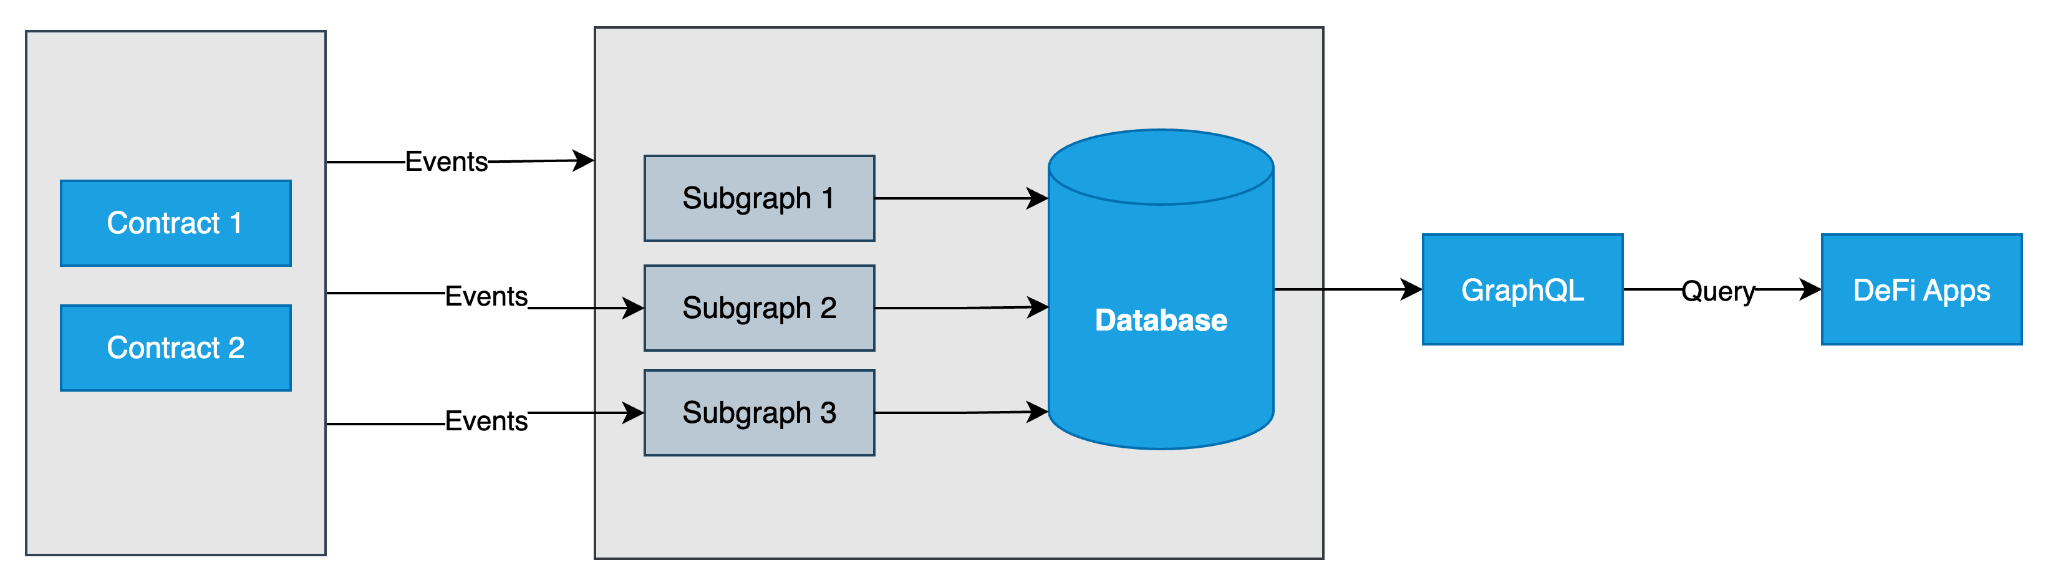 Contract 1
Contract 2
Events
Events
Events
Subgraph 1
Subgraph 2
Subgraph 3
Database
GraphQL
Query
DeFi Apps